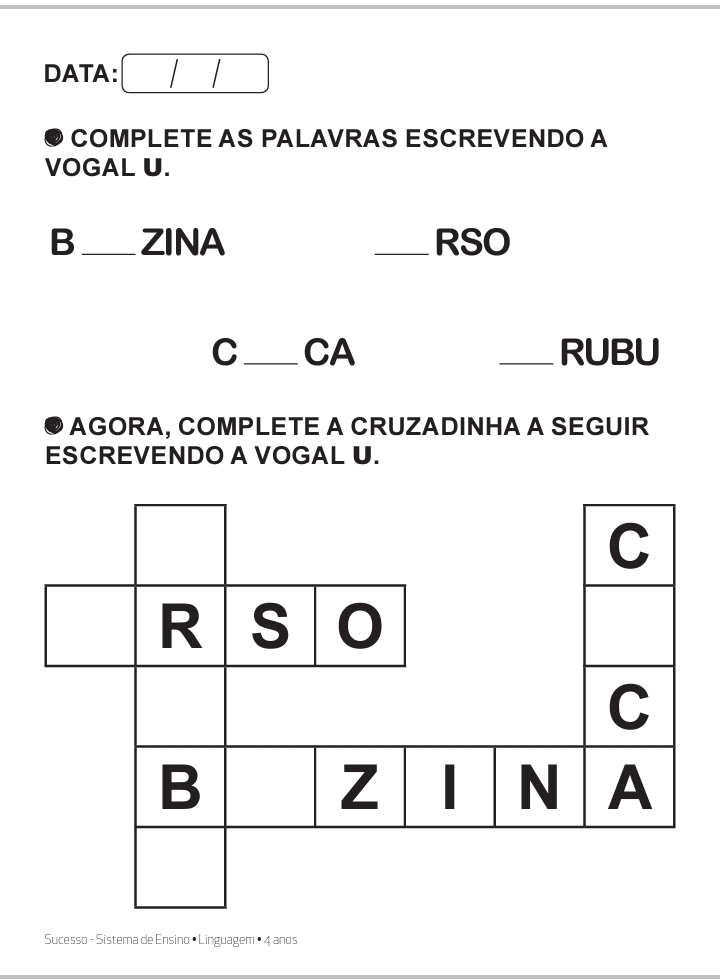 DATA: / /
● COMPLETE AS PALAVRAS ESCREVENDO A
VOGAL U.
B ___ ZINA ___ RSO
C ___ CA ___ RUBU
● AGORA, COMPLETE A CRUZADINHA A SEGUIR
ESCREVENDO A VOGAL U.
C
R S O
C
B Z I N A
Sucesso - Sistema de Ensino • Linguagem • 4 anos